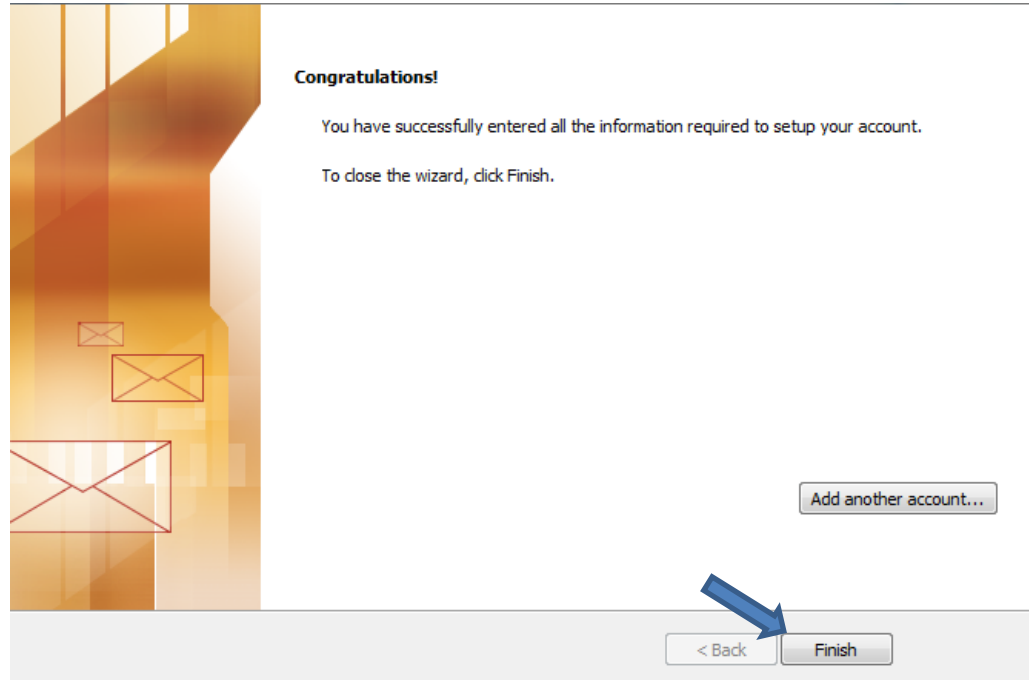 Congratulations!
You have successfully entered all the information required to setup your account.
To close the wizard, click Finish.
Add another account...
< Back
Finish